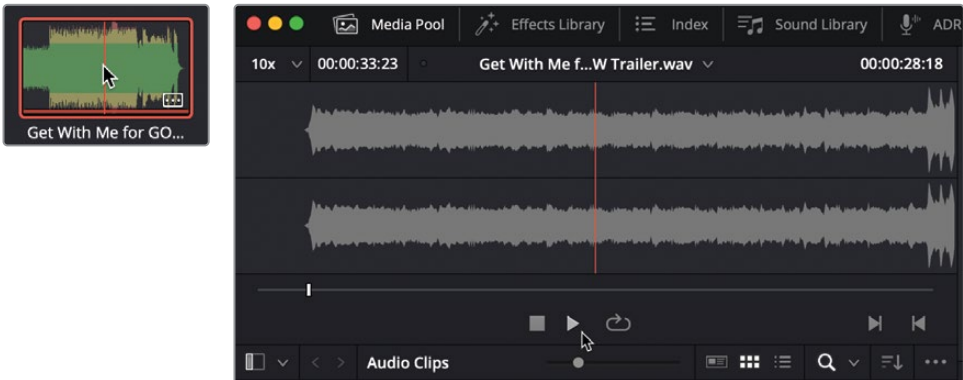 Get With Me for GO...
Media Pool
Effects Library
Index
Sound Library
ADR
10x
00:00:33:23
Get With Me f...W Trailer.wav
00:00:28:18
Audio Clips